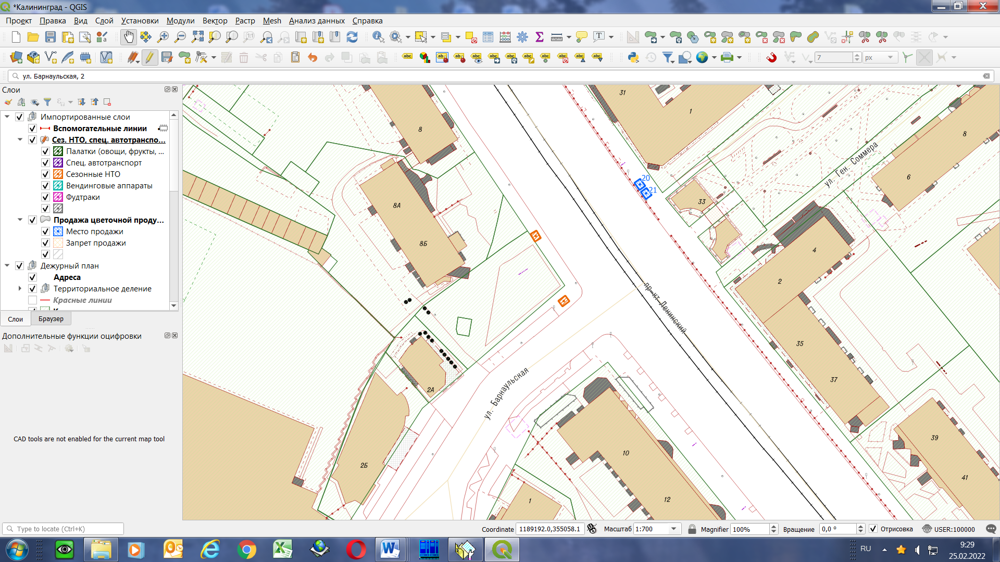 *Калининград - QGIS
Проект Правка Вид Слой Установки Модули Вектор Растр Mesh Анализ данных Справка
7 px
ул. Барнаульская, 2
Слои
Импортированные слои
Вспомогательные линии
Сез. НТО, спец. автотранспо...
Палатки (овощи, фрукты, ...
Спец. автотранспорт
Сезонные НТО
Вендинговые аппараты
Фудтраки
Продажа цветочной проду...
Место продажи
Запрет продажи
Дежурный план
Адреса
Территориальное деление
Красные линии
Слои Браузер
Дополнительные функции оцифровки
CAD tools are not enabled for the current map tool
31
1
8
8
20
21
ул. Ген. Соммера
6
33
8А
8Б
4
2
пр-кт Ленинский
35
37
2А
ул. Барнаульская
39
10
2Б
41
1
12
Type to locate (Ctrl+K) Coordinate 1189192.0,355058.1 Масштаб 1:700 Magnifier 100% Вращение 0,0 ° Отрисовка USER:100000
RU 9:29
25.02.2022